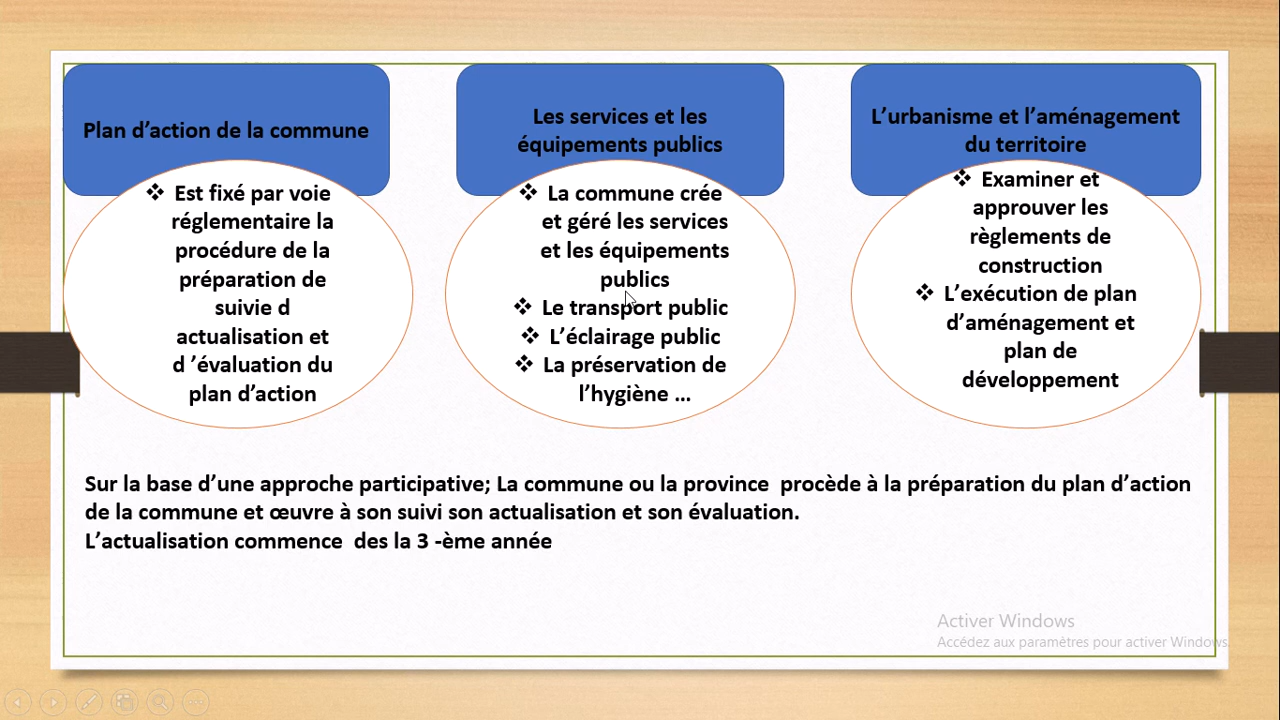 Plan d’action de la commune
❖ Est fixé par voie
réglementaire la
procédure de la
préparation de
suivie d
actualisation et
d ’évaluation du
plan d’action
Les services et les
équipements publics
❖ La commune crée
et géré les services
et les équipements
publics
❖ Le transport public
❖ L’éclairage public
❖ La préservation de
l’hygiène ...
L’urbanisme et l’aménagement
du territoire
❖ Examiner et
approuver les
règlements de
construction
❖ L’exécution de plan
d’aménagement et
plan de
développement
Sur la base d’une approche participative; La commune ou la province  procède à la préparation du plan d’action
de la commune et œuvre à son suivi son actualisation et son évaluation.
L’actualisation commence  des la 3 -ème année
Activer Windows
Accédez aux paramètres pour activer Windows.